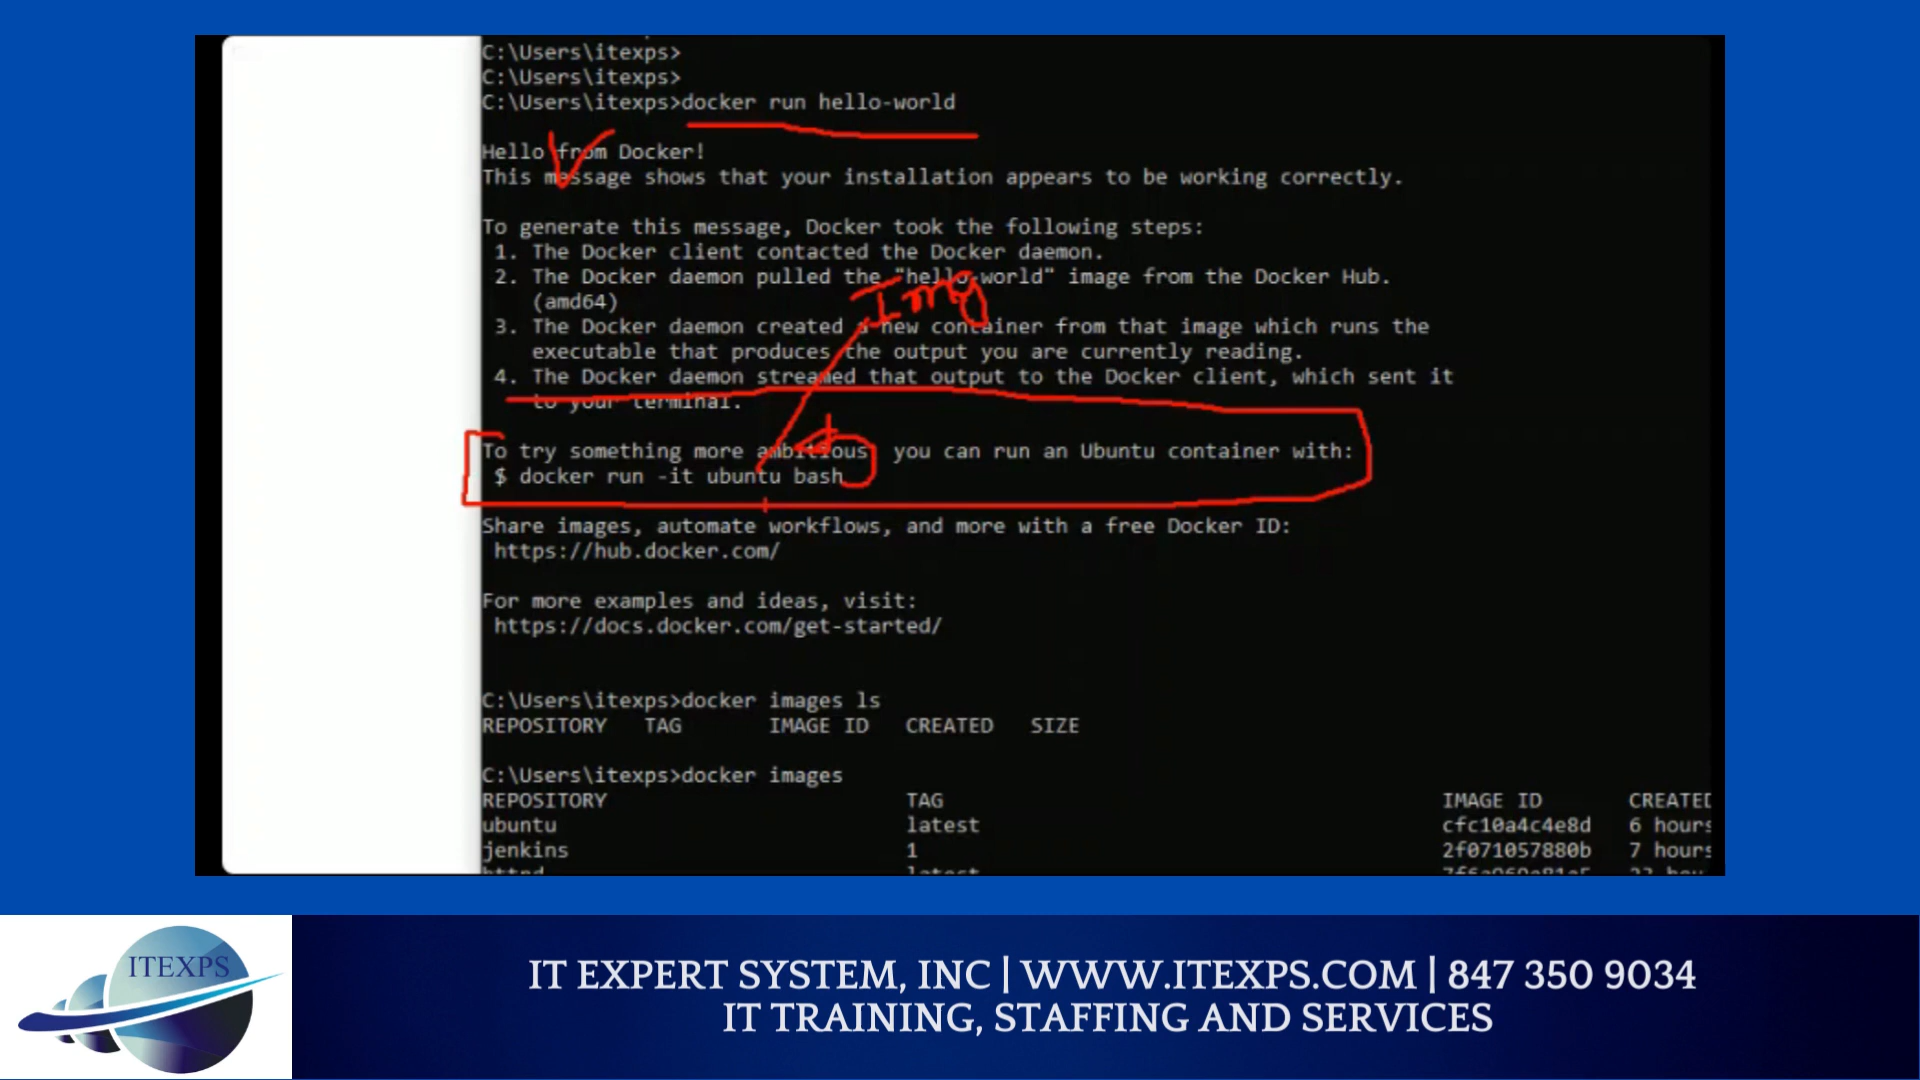 C:\Users\itexps>
C:\Users\itexps>
C:\Users\itexps>docker run hello-world
Hello from Docker!
This message shows that your installation appears to be working correctly.
To generate this message, Docker took the following steps:
1. The Docker client contacted the Docker daemon.
2. The Docker daemon pulled the "hello-world" image from the Docker Hub.
(amd64)
Img
3. The Docker daemon created a new container from that image which runs the
executable that produces the output you are currently reading.
4. The Docker daemon streamed that output to the Docker client, which sent it
to your terminal.
To try something more ambitious, you can run an Ubuntu container with:
$ docker run -it ubuntu bash
Share images, automate workflows, and more with a free Docker ID:
https://hub.docker.com/
For more examples and ideas, visit:
https://docs.docker.com/get-started/
C:\Users\itexps>docker images ls
REPOSITORY TAG IMAGE ID CREATED SIZE
C:\Users\itexps>docker images
REPOSITORY TAG IMAGE ID CREATED
ubuntu latest cfc10a4c4e8d 6 hours
jenkins 1 2f071057880b 7 hours
httpd latest
ITEXPS
IT EXPERT SYSTEM, INC | WWW.ITEXPS.COM | 847 350 9034
IT TRAINING, STAFFING AND SERVICES